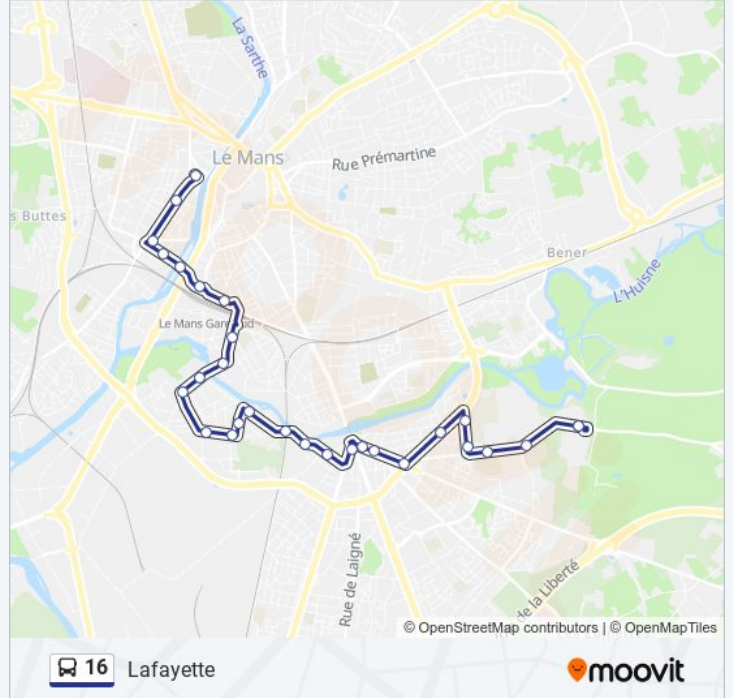 La Sarthe
Le Mans
Rue Prémartine
s Buttes
Bener
L'Huisne
Le Mans Gare Sud
Rue de Laigné
de la Liberté
© OpenStreetMap contributors | © OpenMapTiles
16 Lafayette
moovit